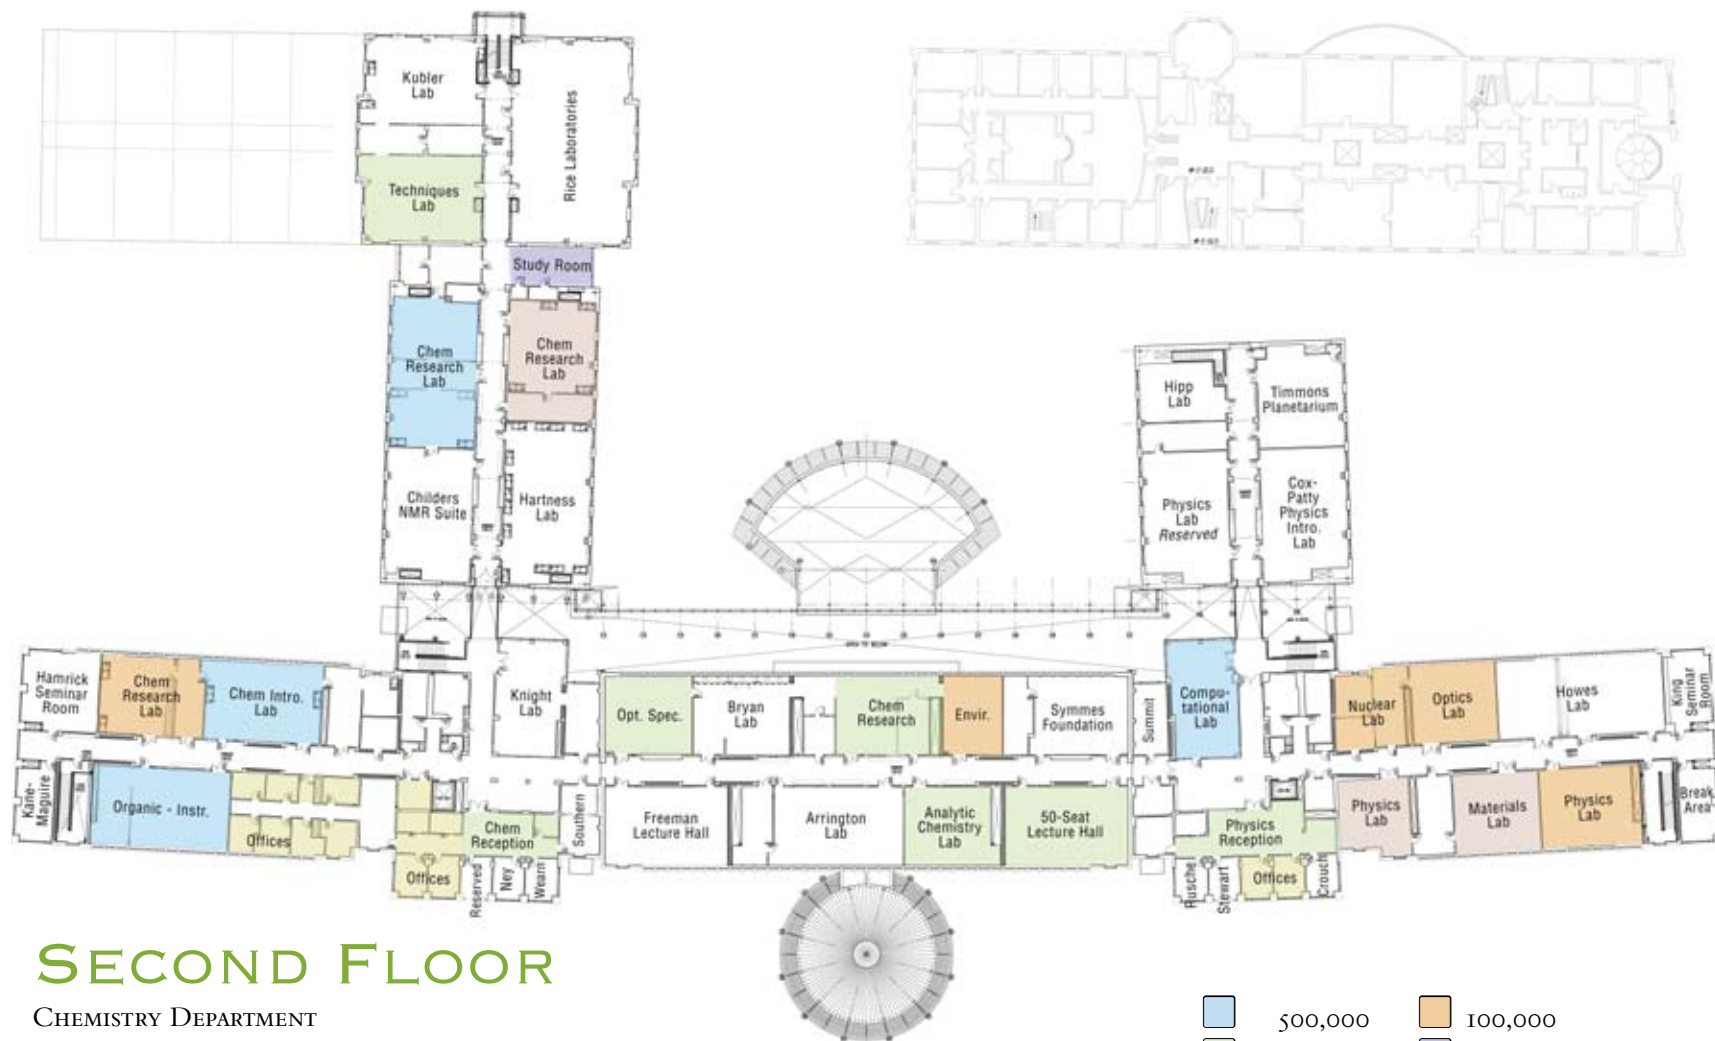 Kubler
Lab
Rice Laboratories
Techniques
Lab
Study Room
Chem
Research
Lab
Chem
Research
Lab
Childers
NMR Suite
Hartness
Lab
Hipp
Lab
Timmons
Planetarium
Physics
Lab
Reserved
Cox-
Patty
Physics
Intro.
Lab
Hamrick
Seminar
Room
Chem
Research
Lab
Chem Intro.
Lab
Knight
Lab
Opt. Spec.
Bryan
Lab
Chem
Research
Envir.
Symmes
Foundation
Summit
Compu-
tational
Lab
Nuclear
Lab
Optics
Lab
Howes
Lab
King
Seminar
Room
Kane-
Maguire
Organic - Instr.
Offices
Offices
Chem
Reception
Reserved
Ney
Wearn
Southern
Freeman
Lecture Hall
Arrington
Lab
Analytic
Chemistry
Lab
50-Seat
Lecture Hall
Physics
Reception
Rusche
Stewart
Offices
Crouch
Physics
Lab
Materials
Lab
Physics
Lab
Break
Area
OPEN TO BELOW
Second Floor
Chemistry Department
500,000
100,000